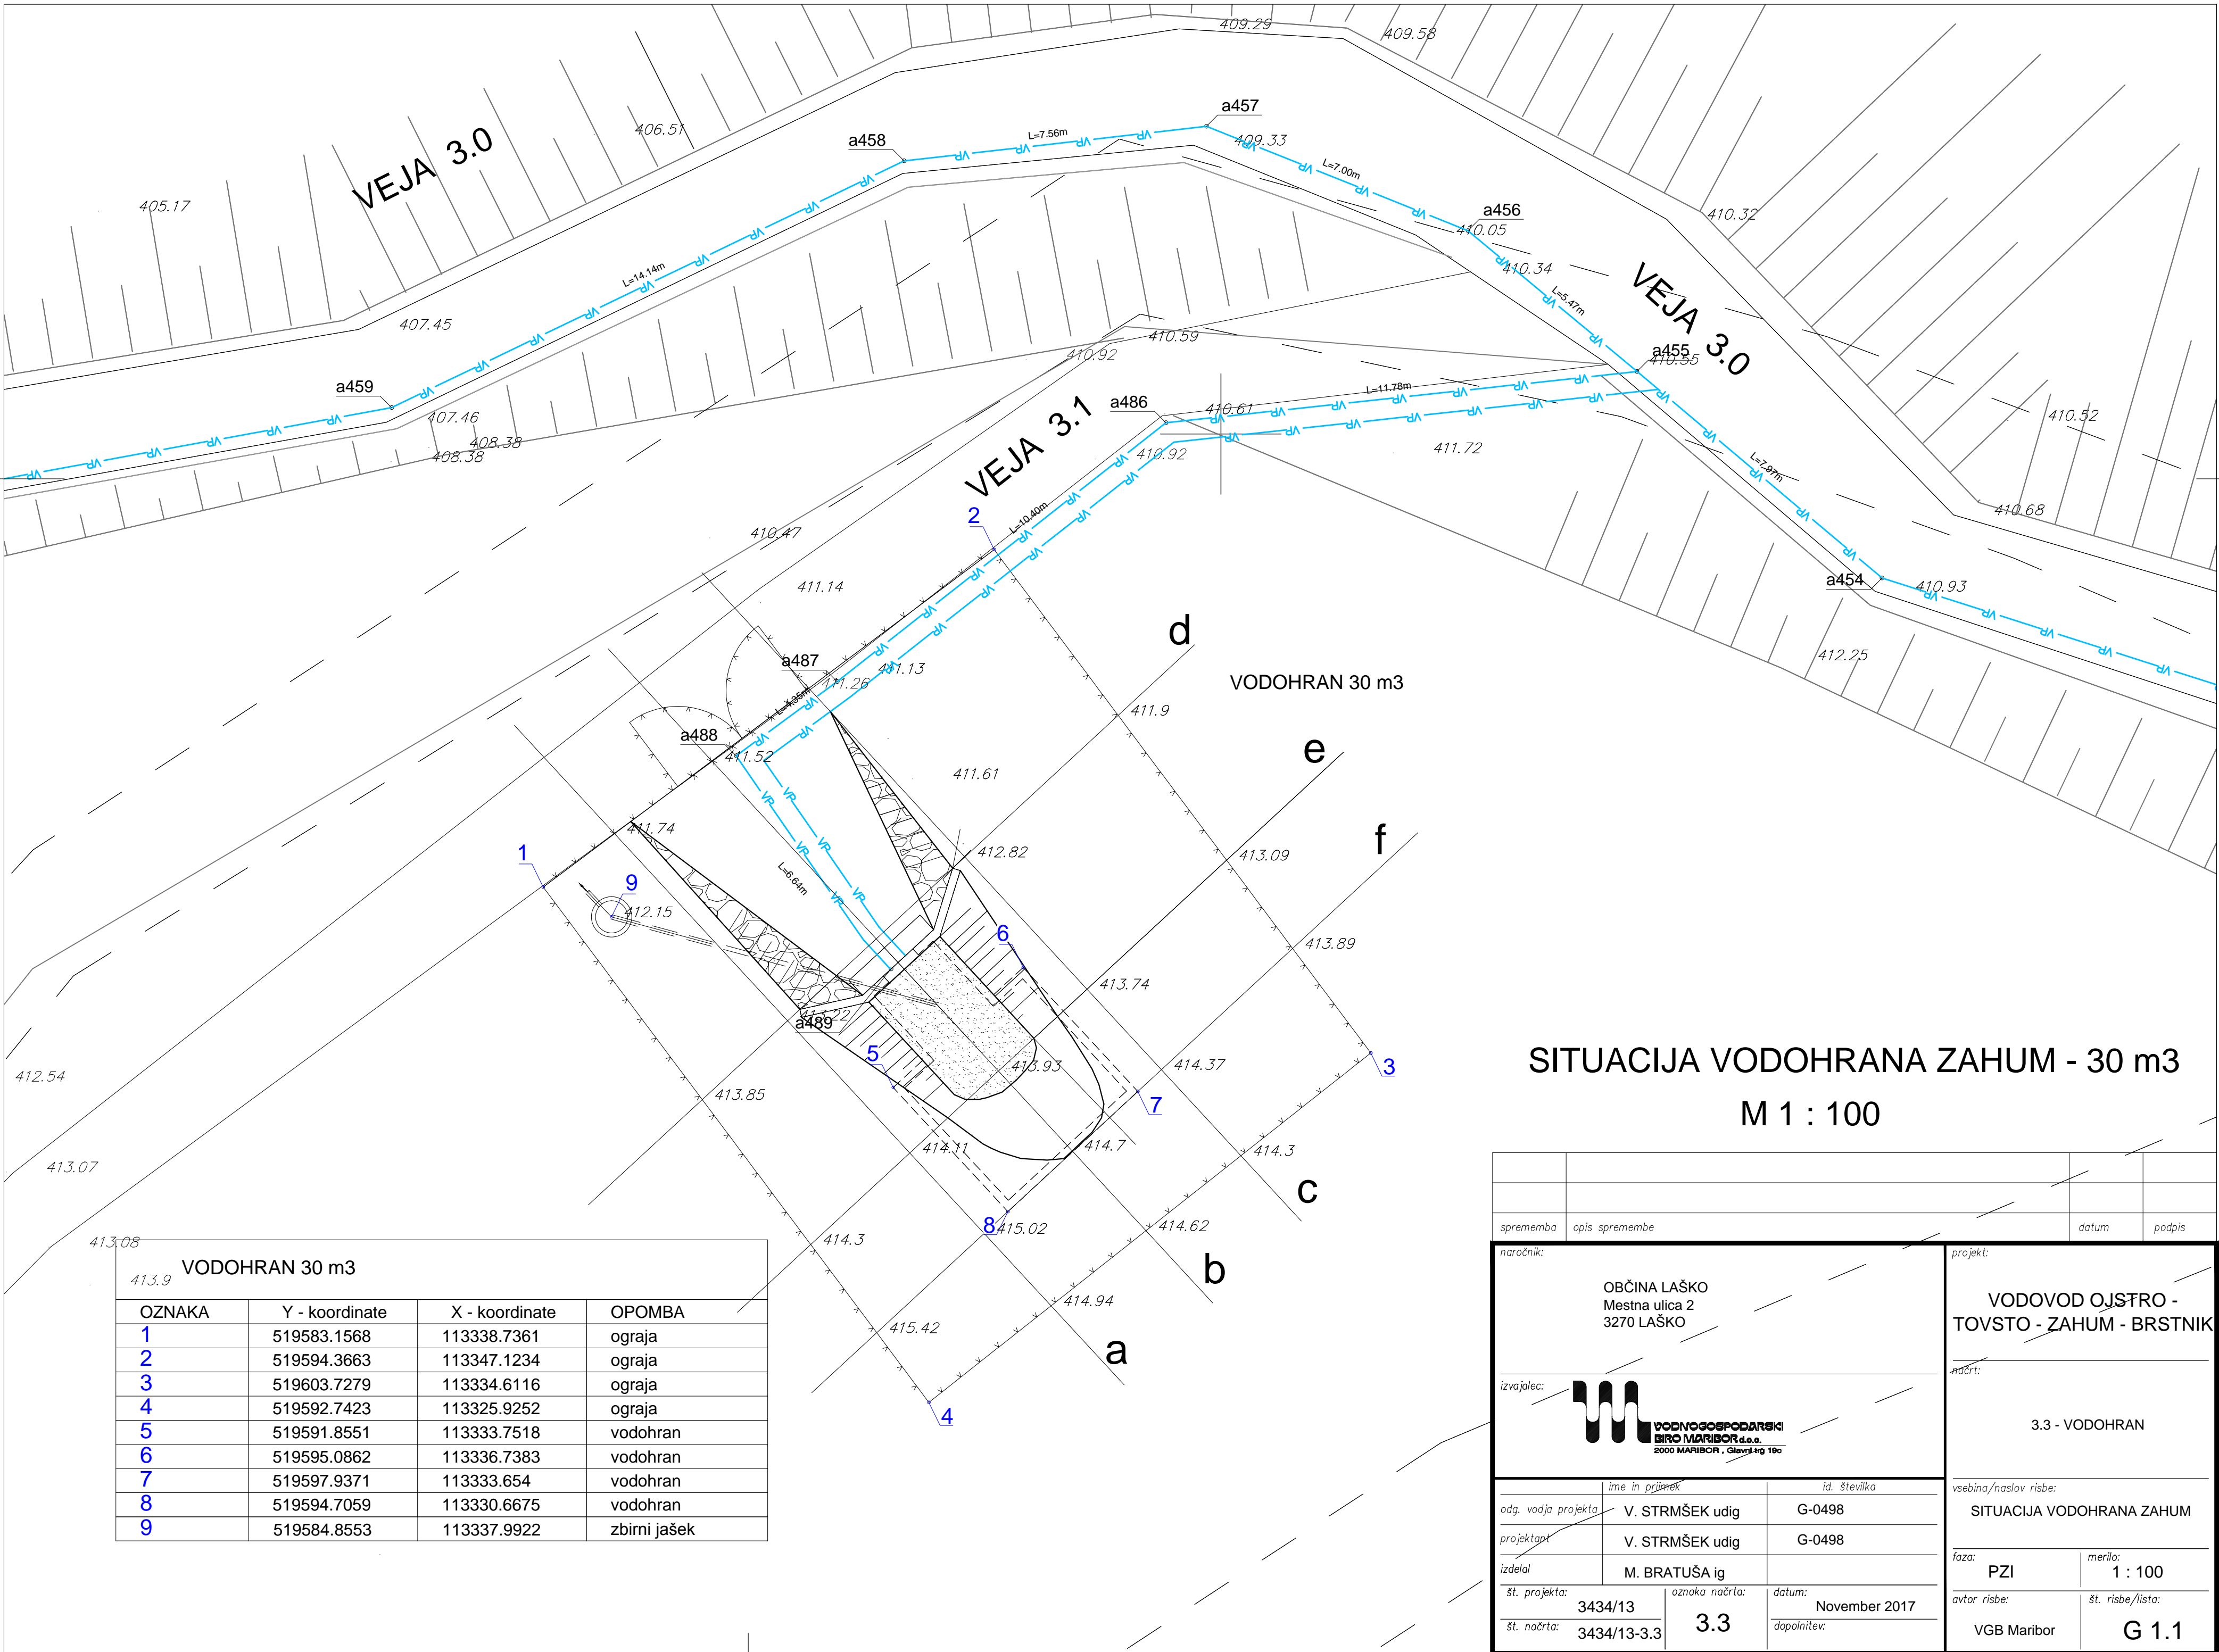 409.29
409.58
a457
406.51
a458
L=7.56m
409.33
VEJA 3.0
L=7.00m
405.17
a456
410.32
410.05
L=14.14m
410.34
VEJA 3.0
L=5.47m
407.45
410.59
410.92
a455
410.55
a459
L=11.78m
a486
410.61
410.52
407.46
408.38
408.38
VEJA 3.1
410.92
411.72
L=7.97m
2
L=10.40m
410.68
410.47
411.14
a454
410.93
d
a487
411.13
411.26
412.25
VODOHRAN 30 m3
L=4.35m
411.9
a488
411.52
e
411.61
411.74
f
1
412.82
413.09
L=6.64m
9
412.15
6
413.89
413.74
413.22
a489
5
413.93
414.37
3
412.54
413.85
7
414.11
414.7
414.3
413.07
c
8
415.02
414.62
413.08
414.3
b
414.94
415.42
a
4
SITUACIJA VODOHRANA ZAHUM - 30 m3
M 1 : 100
VODOHRAN 30 m3
413.9
OZNAKA Y - koordinate X - koordinate OPOMBA
1 519583.1568 113338.7361 ograja
2 519594.3663 113347.1234 ograja
3 519603.7279 113334.6116 ograja
4 519592.7423 113325.9252 ograja
5 519591.8551 113333.7518 vodohran
6 519595.0862 113336.7383 vodohran
7 519597.9371 113333.654 vodohran
8 519594.7059 113330.6675 vodohran
9 519584.8553 113337.9922 zbirni jašek
sprememba opis spremembe datum podpis
naročnik:
OBČINA LAŠKO
Mestna ulica 2
3270 LAŠKO
projekt:
VODOVOD OJSTRO -
TOVSTO - ZAHUM - BRSTNIK
izvajalec:
VODNOGOSPODARSKI
BIRO MARIBOR d.o.o.
2000 MARIBOR , Glavni trg 19c
načrt:
3.3 - VODOHRAN
ime in priimek id. številka
odg. vodja projekta V. STRMŠEK udig G-0498
projektant V. STRMŠEK udig G-0498
izdelal M. BRATUŠA ig
vsebina/naslov risbe:
SITUACIJA VODOHRANA ZAHUM
faza: PZI merilo: 1 : 100
št. projekta: 3434/13
oznaka načrta: 3.3
datum: November 2017
št. načrta: 3434/13-3.3
dopolnitev:
avtor risbe: VGB Maribor
št. risbe/lista: G 1.1